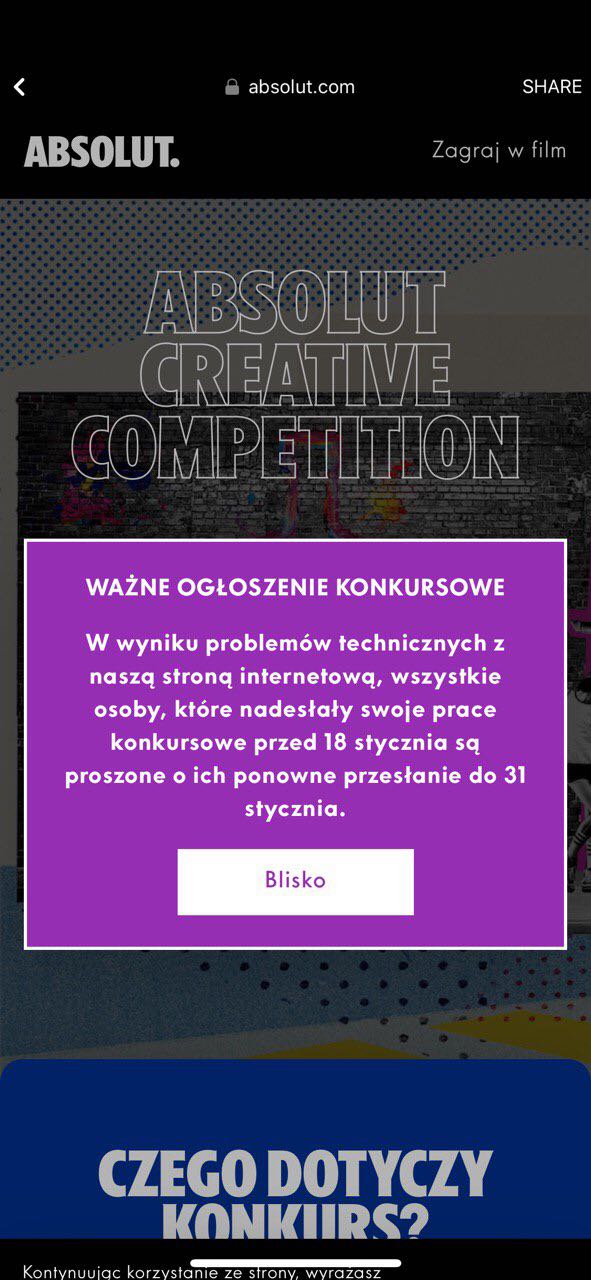 absolut.com
SHARE
ABSOLUT.
Zagraj w film
ABSOLUT
CREATIVE
COMPETITION
WAŻNE OGŁOSZENIE KONKURSOWE
W wyniku problemów technicznych z
naszą stroną internetową, wszystkie
osoby, które nadesłały swoje prace
konkursowe przed 18 stycznia są
proszone o ich ponowne przesłanie do 31
stycznia.
Blisko
CZEGO DOTYCZY
KONKURS?
Kontynuując korzystanie ze strony, wyrażasz